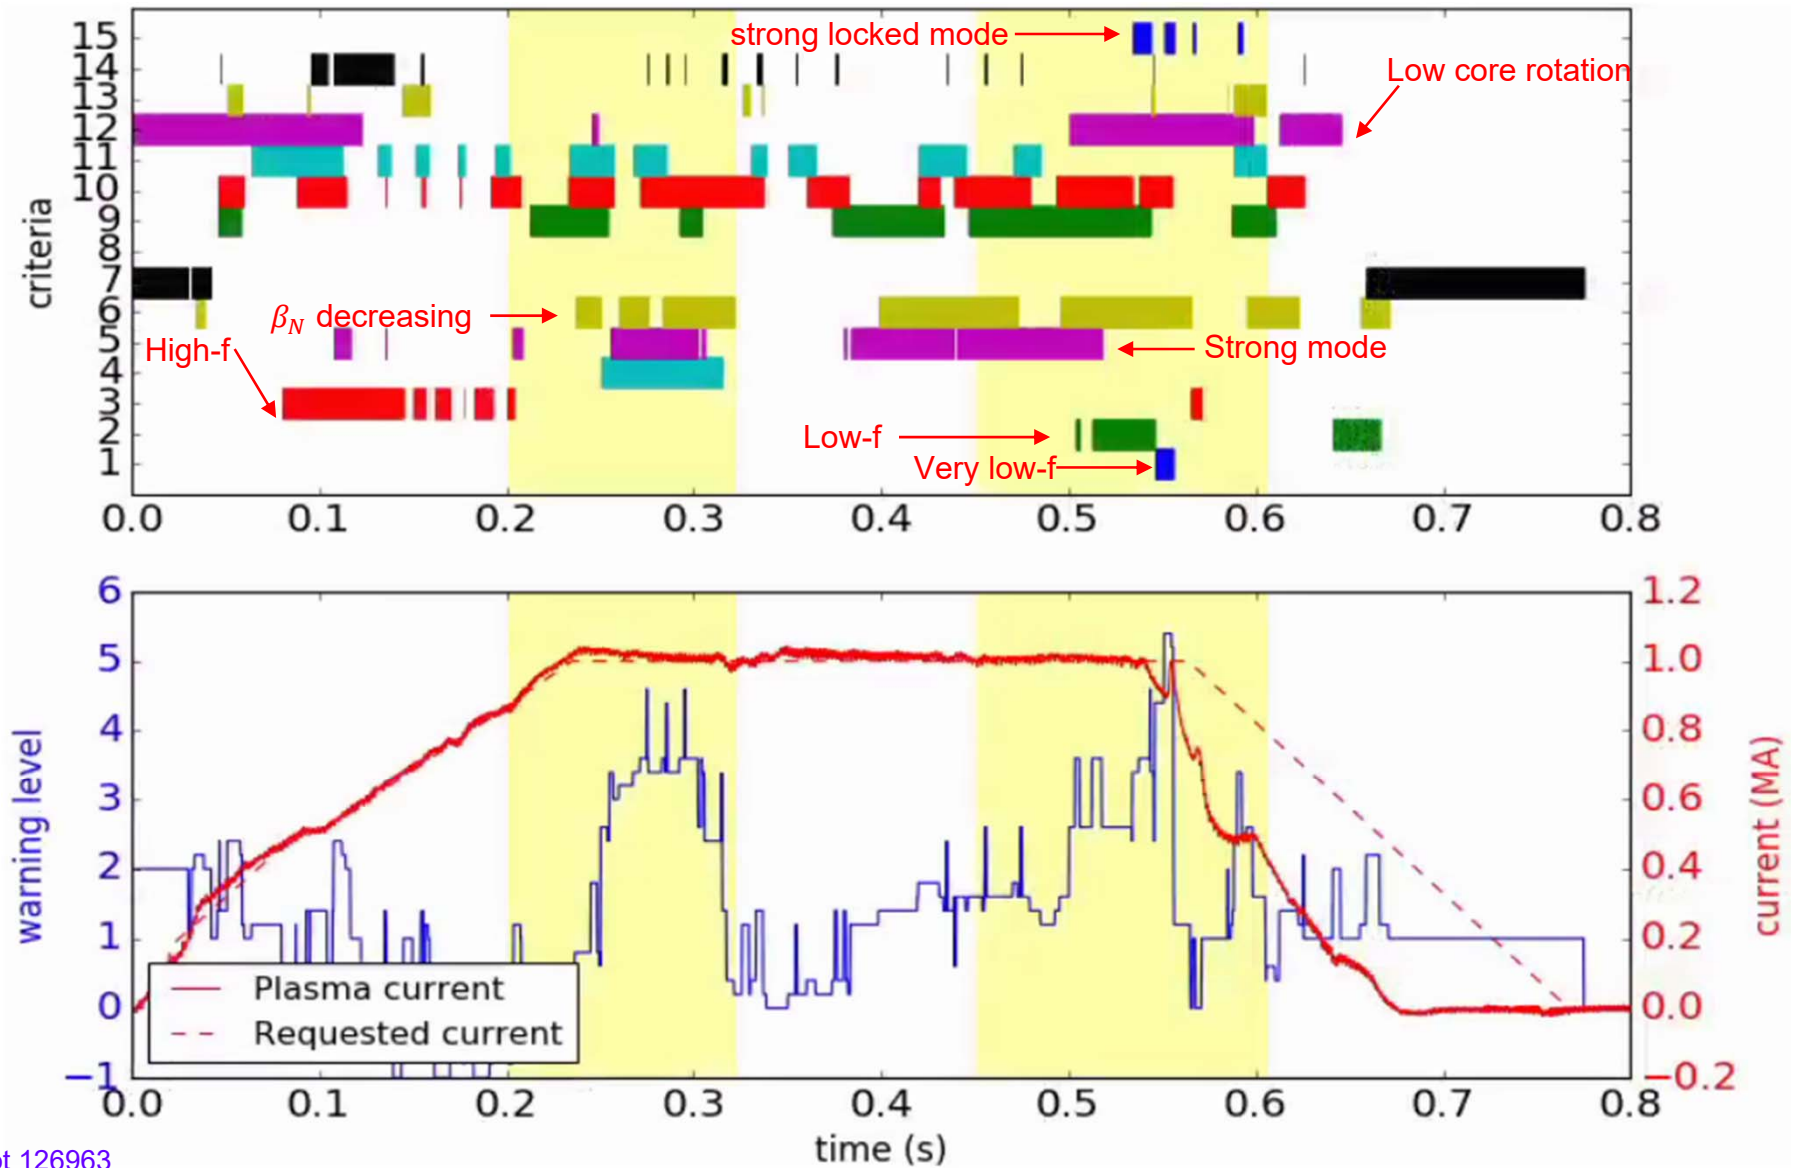 criteria
15
14
13
12
11
10
9
8
7
6
5
4
3
2
1
strong locked mode
Low core rotation
β_N decreasing
High-f
Strong mode
Low-f
Very low-f
0.0 0.1 0.2 0.3 0.4 0.5 0.6 0.7 0.8
warning level
6
5
4
3
2
1
0
−1
Plasma current
Requested current
1.2
1.0
0.8
0.6
0.4
0.2
0.0
−0.2
current (MA)
0.0 0.1 0.2 0.3 0.4 0.5 0.6 0.7 0.8
time (s)
126963